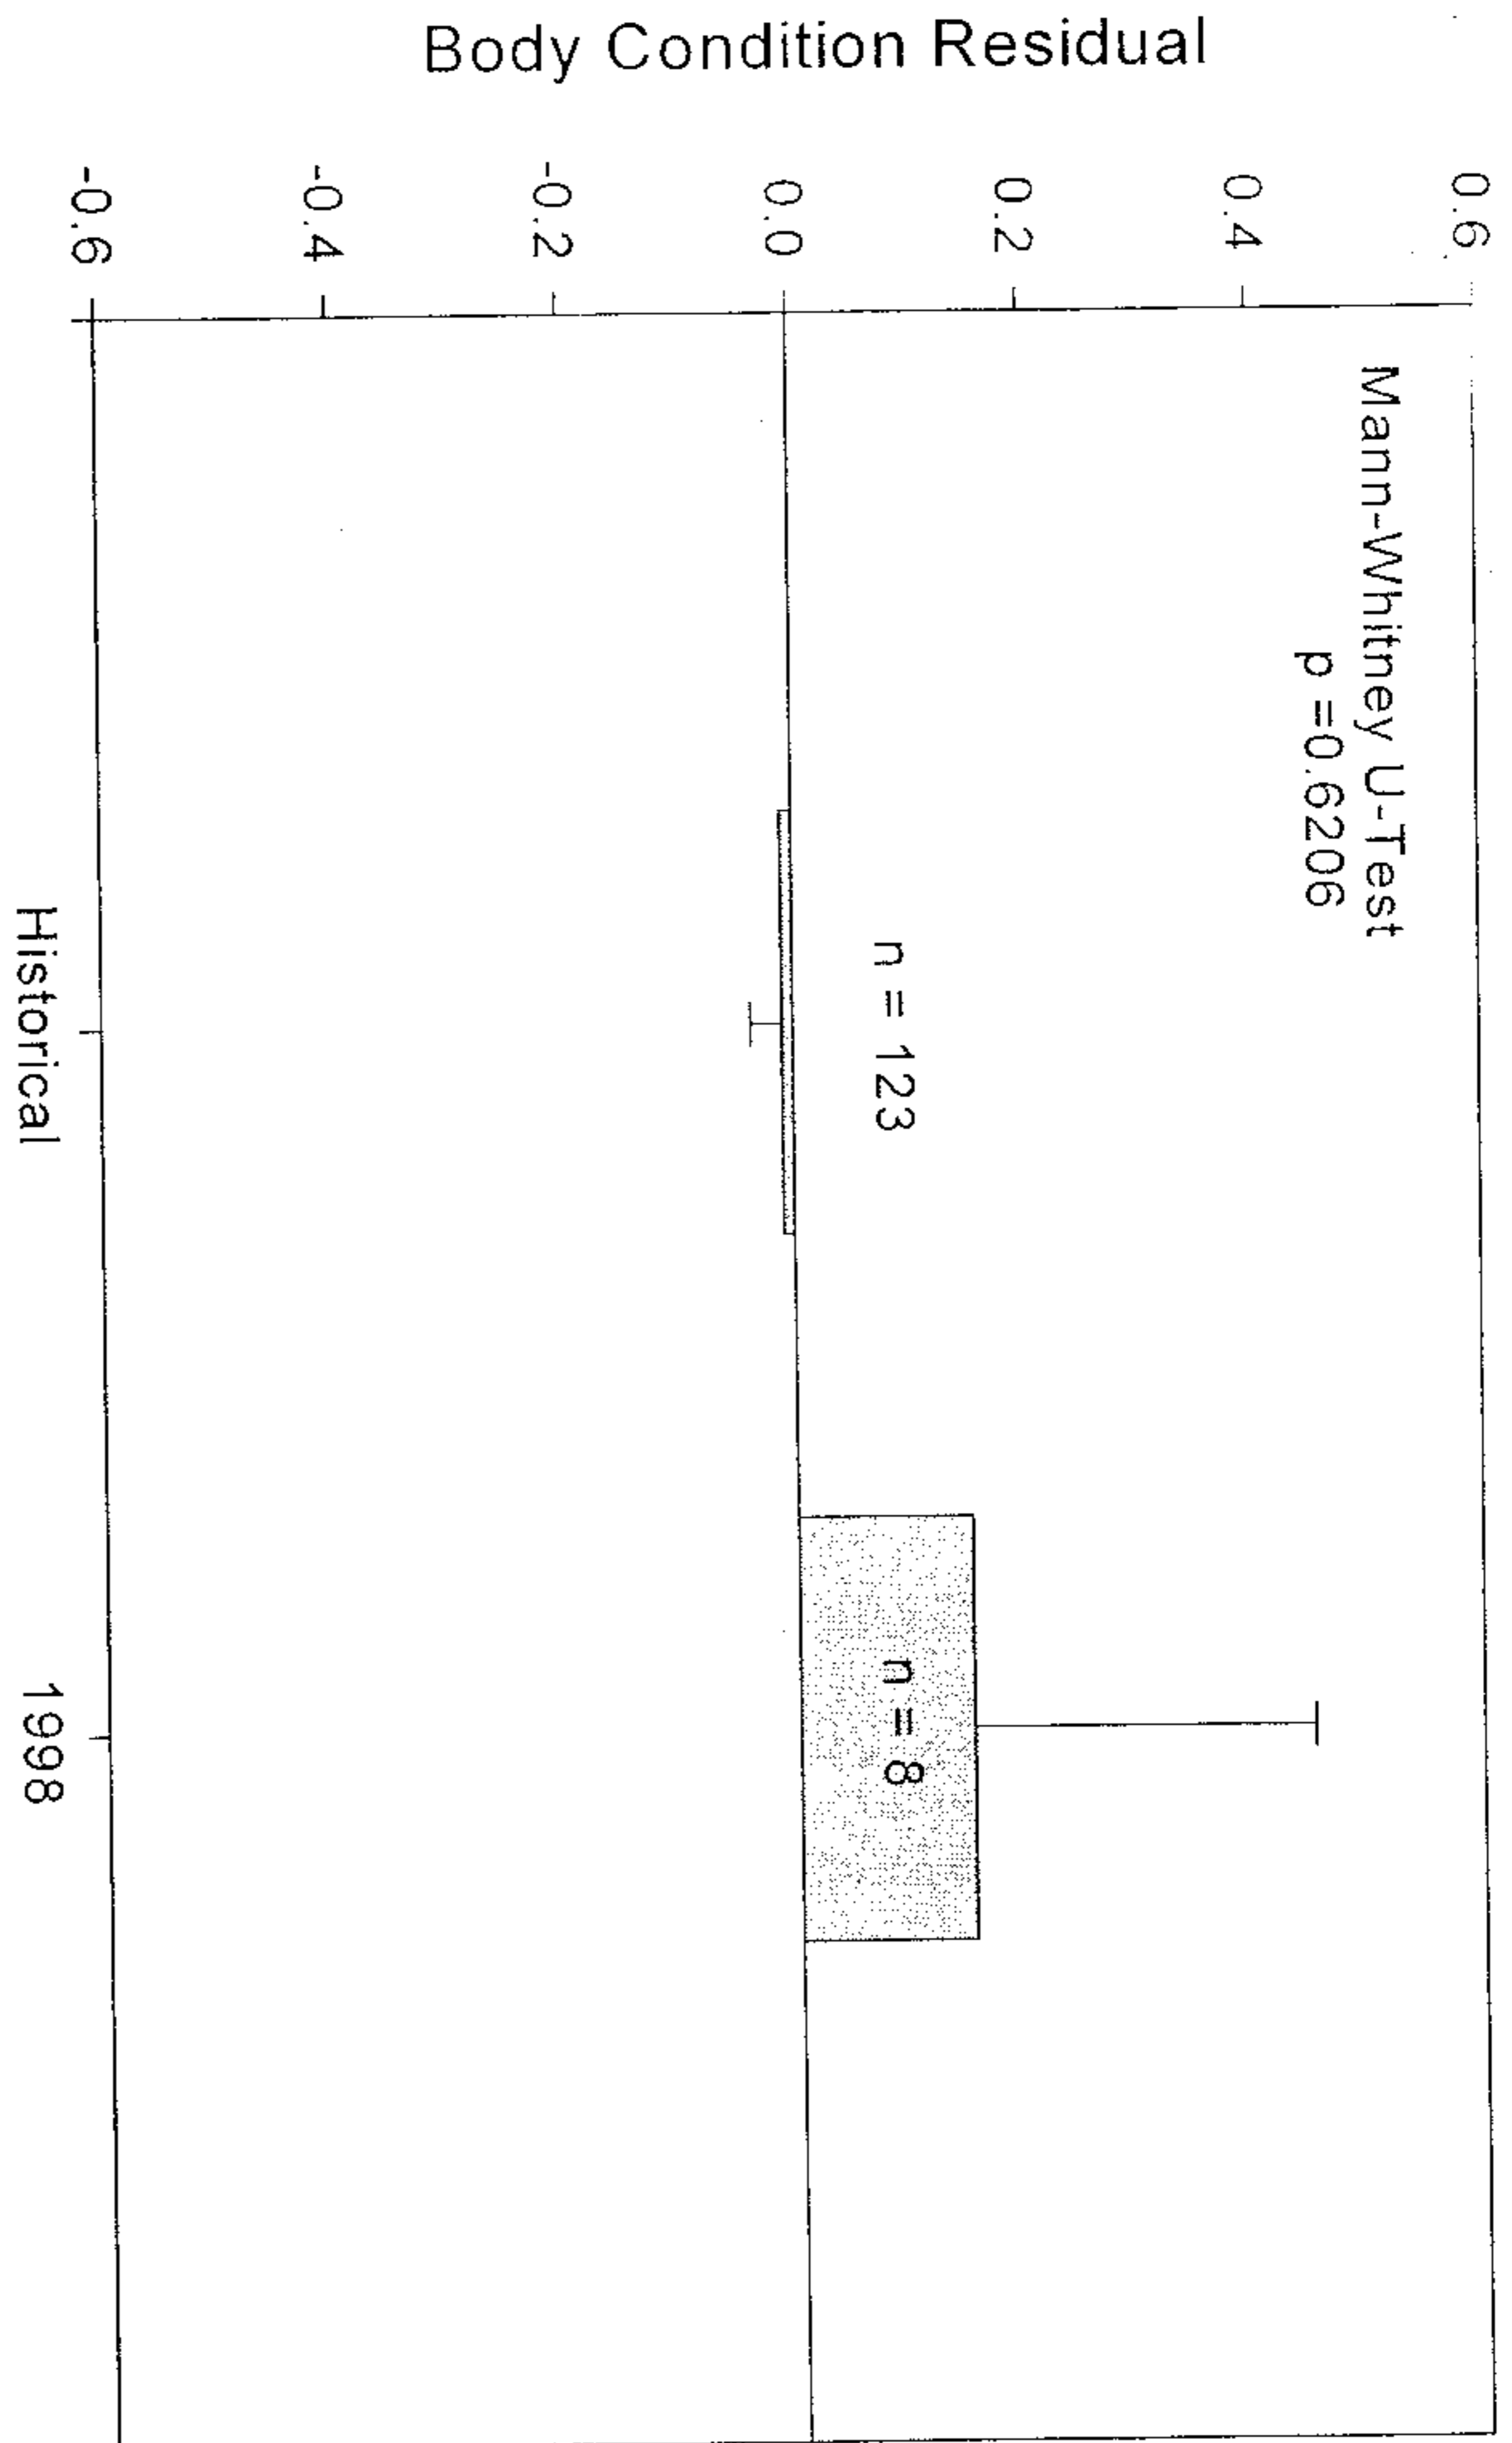 Body Condition Residual
0.6
0.4
0.2
0.0
-0.2
-0.4
-0.6
Mann-Whitney U-Test
p =0.6206
n = 123
n = 8
Historical
1998